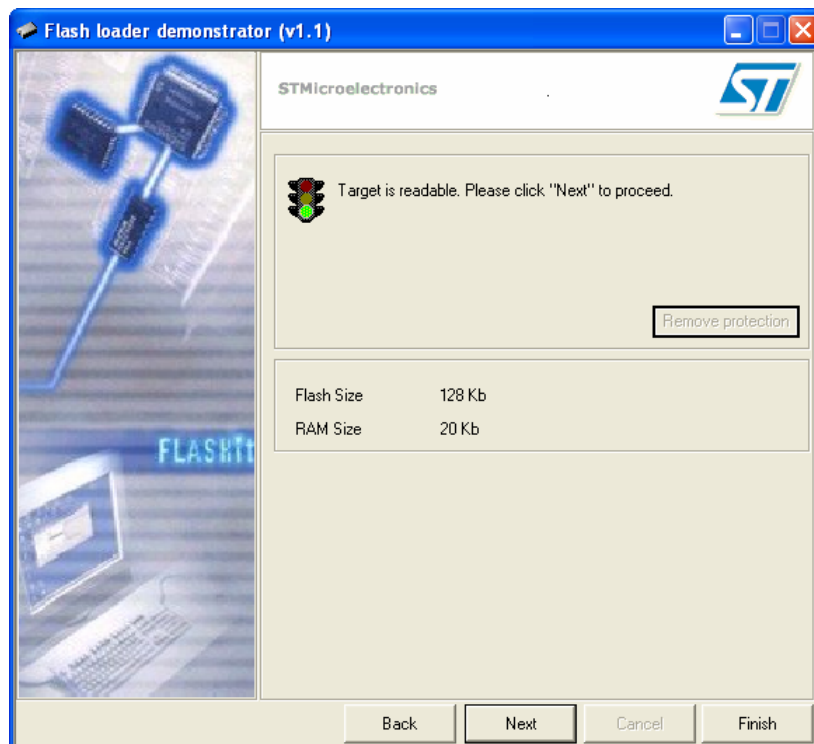 Flash loader demonstrator (v1.1)
STMicroelectronics
ST
Target is readable. Please click "Next" to proceed.
Remove protection
Flash Size 128 Kb
RAM Size 20 Kb
FLASHIt
Back Next Cancel Finish